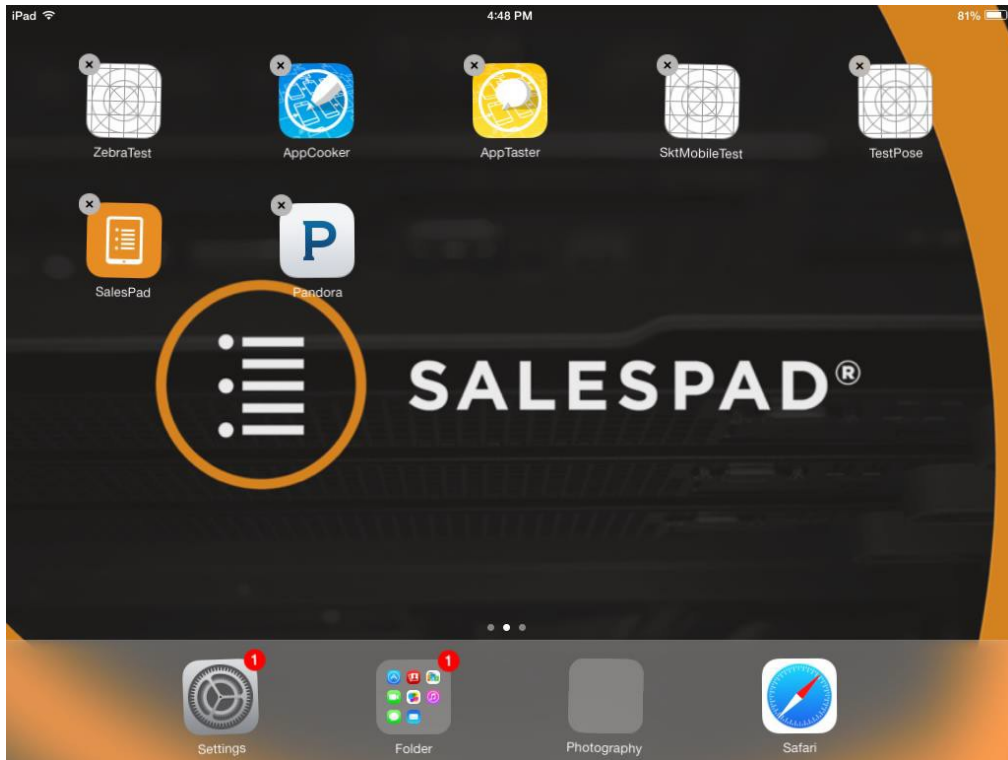 iPad 4:48 PM 81%
ZebraTest AppCooker AppTaster SktMobileTest TestPose
P
SalesPad Pandora
SALESPAD®
1 1
Settings Folder Photography Safari